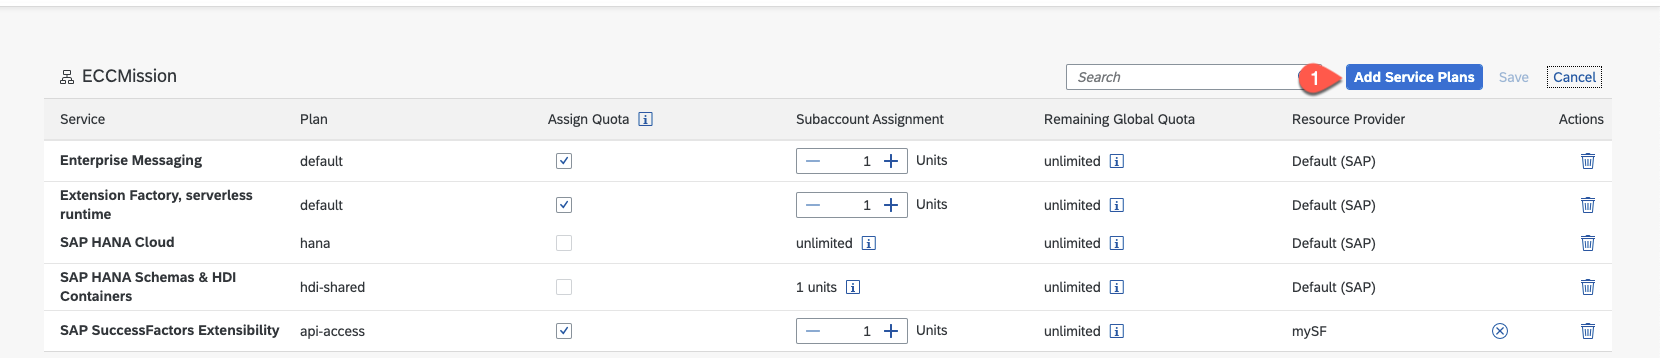 ECCMission
Search
1
Add Service Plans
Save
Cancel
Service Plan Assign Quota Subaccount Assignment Remaining Global Quota Resource Provider Actions
Enterprise Messaging default 1 Units unlimited Default (SAP)
Extension Factory, serverless
runtime
default 1 Units unlimited Default (SAP)
SAP HANA Cloud hana unlimited unlimited Default (SAP)
SAP HANA Schemas & HDI
Containers
hdi-shared 1 units unlimited Default (SAP)
SAP SuccessFactors Extensibility api-access 1 Units unlimited mySF